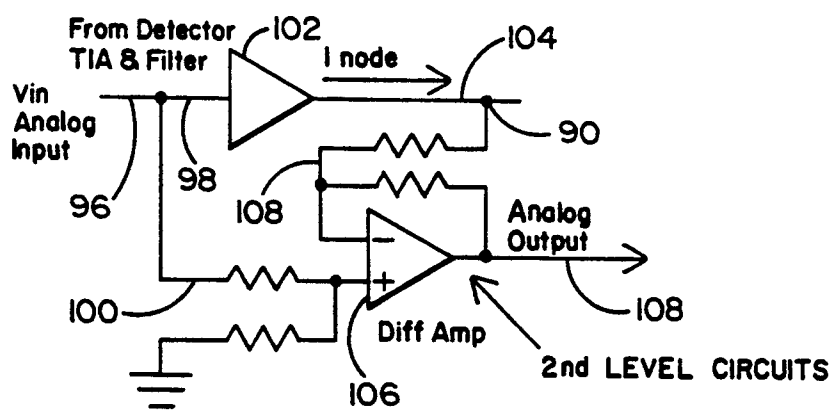 From Detector
TIA & Filter
102
I node
104
Vin
Analog
Input
96
98
90
108
Analog
Output
100
−
+
Diff Amp
106
108
2nd LEVEL CIRCUITS